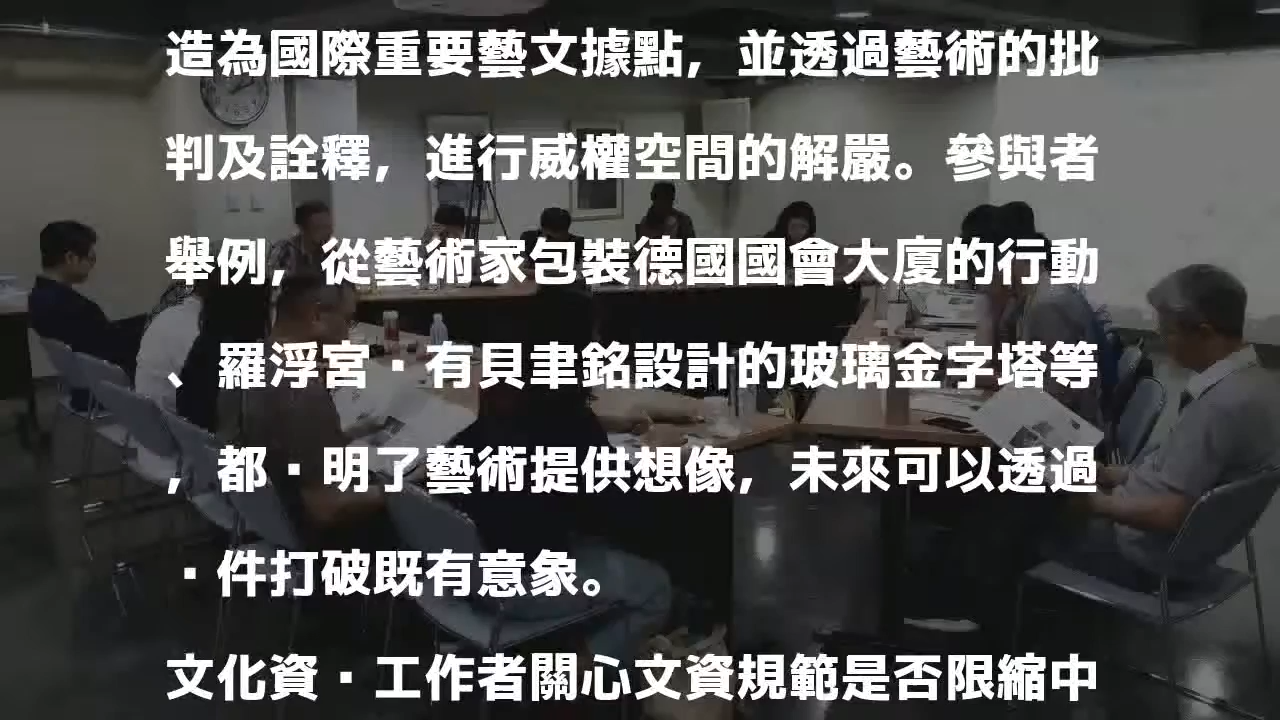 造為國際重要藝文據點，並透過藝術的批
判及詮釋，進行威權空間的解嚴。參與者
舉例，從藝術家包裝德國國會大廈的行動
、羅浮宮·有貝聿銘設計的玻璃金字塔等
，都·明了藝術提供想像，未來可以透過
·件打破既有意象。
文化資·工作者關心文資規範是否限縮中